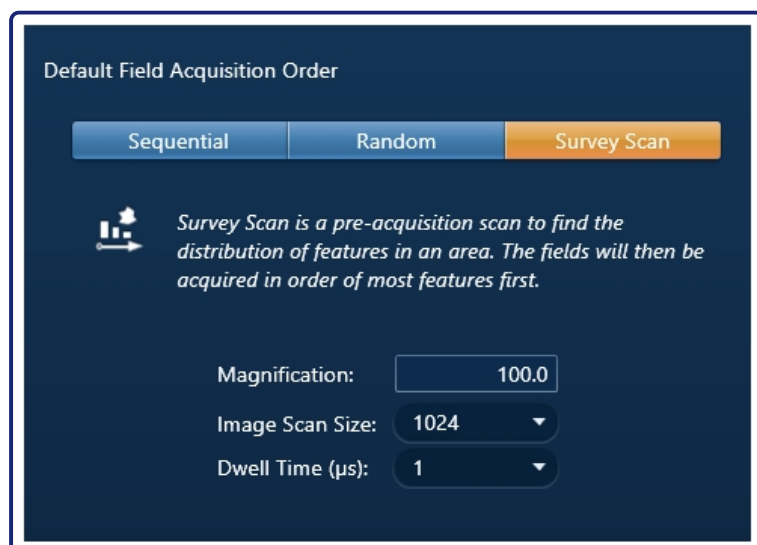 Default Field Acquisition Order
Sequential Random Survey Scan
Survey Scan is a pre-acquisition scan to find the
distribution of features in an area. The fields will then be
acquired in order of most features first.
Magnification: 100.0
Image Scan Size: 1024
Dwell Time (µs): 1